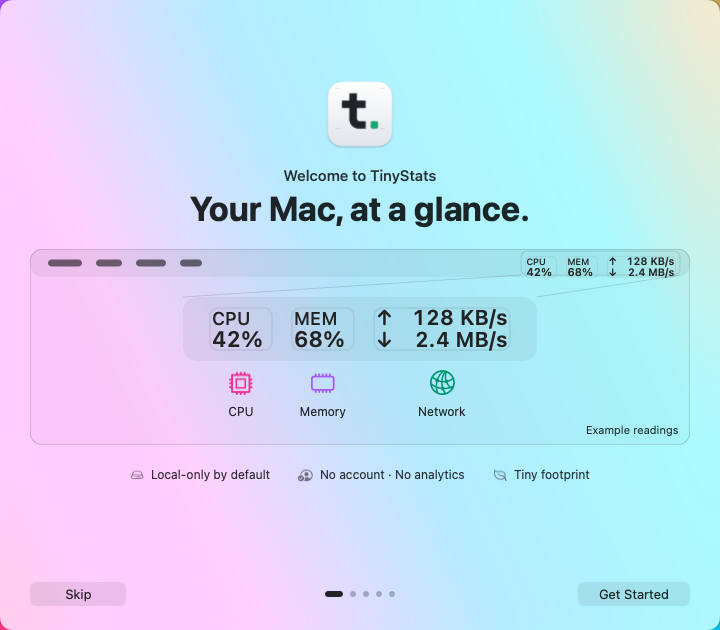 t.
Welcome to TinyStats
Your Mac, at a glance.
CPU MEM ↑ 128 KB/s
42% 68% ↓ 2.4 MB/s
CPU MEM ↑ 128 KB/s
42% 68% ↓ 2.4 MB/s
CPU Memory Network
Example readings
Local-only by default No account · No analytics Tiny footprint
Skip Get Started